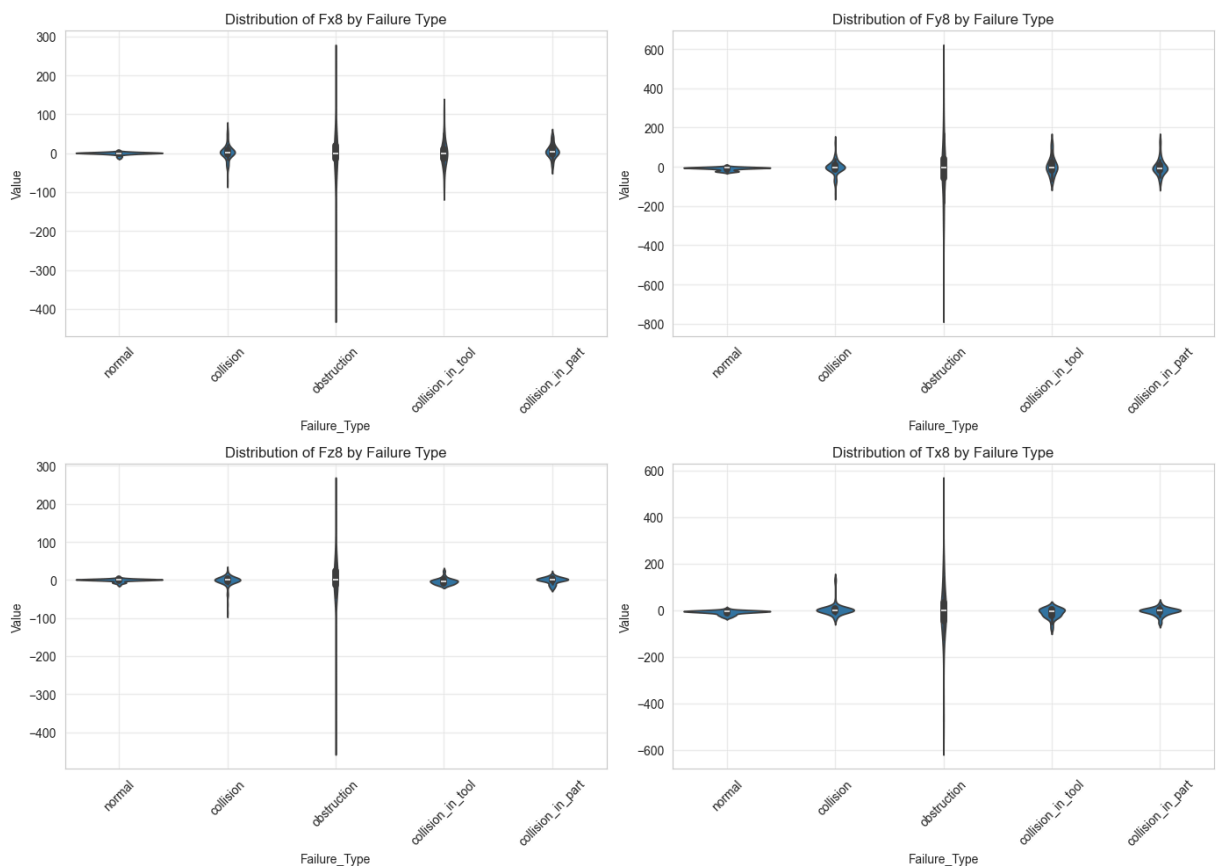 Distribution of Fx8 by Failure Type
300
200
100
0
−100
−200
−300
−400
Value
normal
collision
obstruction
collision_in_tool
collision_in_part
Failure_Type
Distribution of Fy8 by Failure Type
600
400
200
0
−200
−400
−600
−800
Value
normal
collision
obstruction
collision_in_tool
collision_in_part
Failure_Type
Distribution of Fz8 by Failure Type
300
200
100
0
−100
−200
−300
−400
Value
normal
collision
obstruction
collision_in_tool
collision_in_part
Failure_Type
Distribution of Tx8 by Failure Type
600
400
200
0
−200
−400
−600
Value
normal
collision
obstruction
collision_in_tool
collision_in_part
Failure_Type